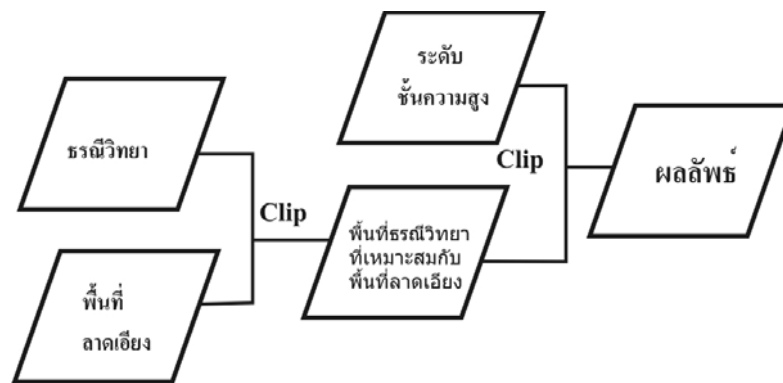 ธรณีวิทยา
พื้นที่
ลาดเอียง
Clip
ระดับ
ชั้นความสูง
พื้นที่ธรณีวิทยา
ที่เหมาะสมกับ
พื้นที่ลาดเอียง
Clip
ผลลัพธ์